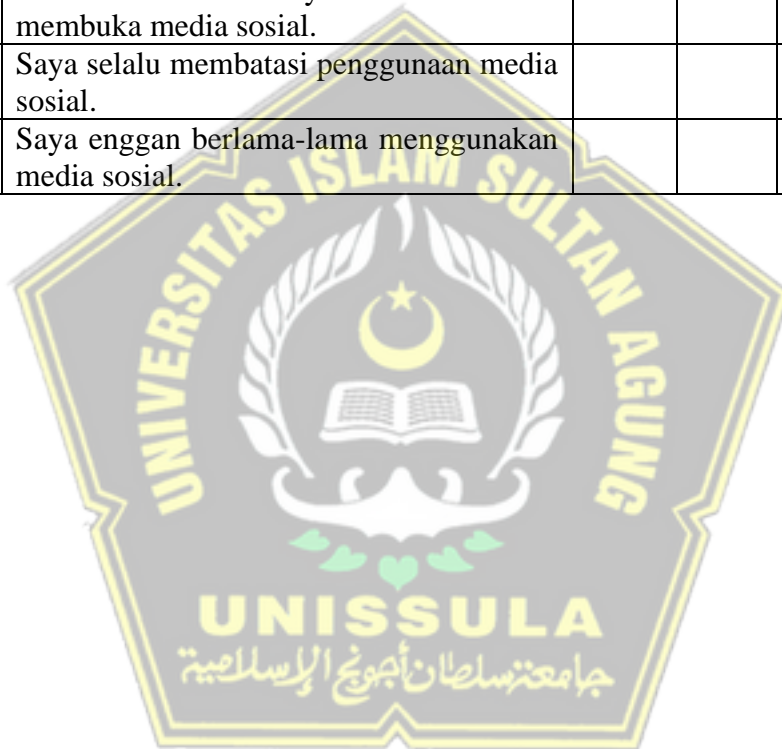 membuka media sosial.
Saya selalu membatasi penggunaan media
sosial.
Saya enggan berlama-lama menggunakan
media sosial.
UNIVERSITAS ISLAM SULTAN AGUNG
UNISSULA
جامعة سلطان أجونج الإسلامية